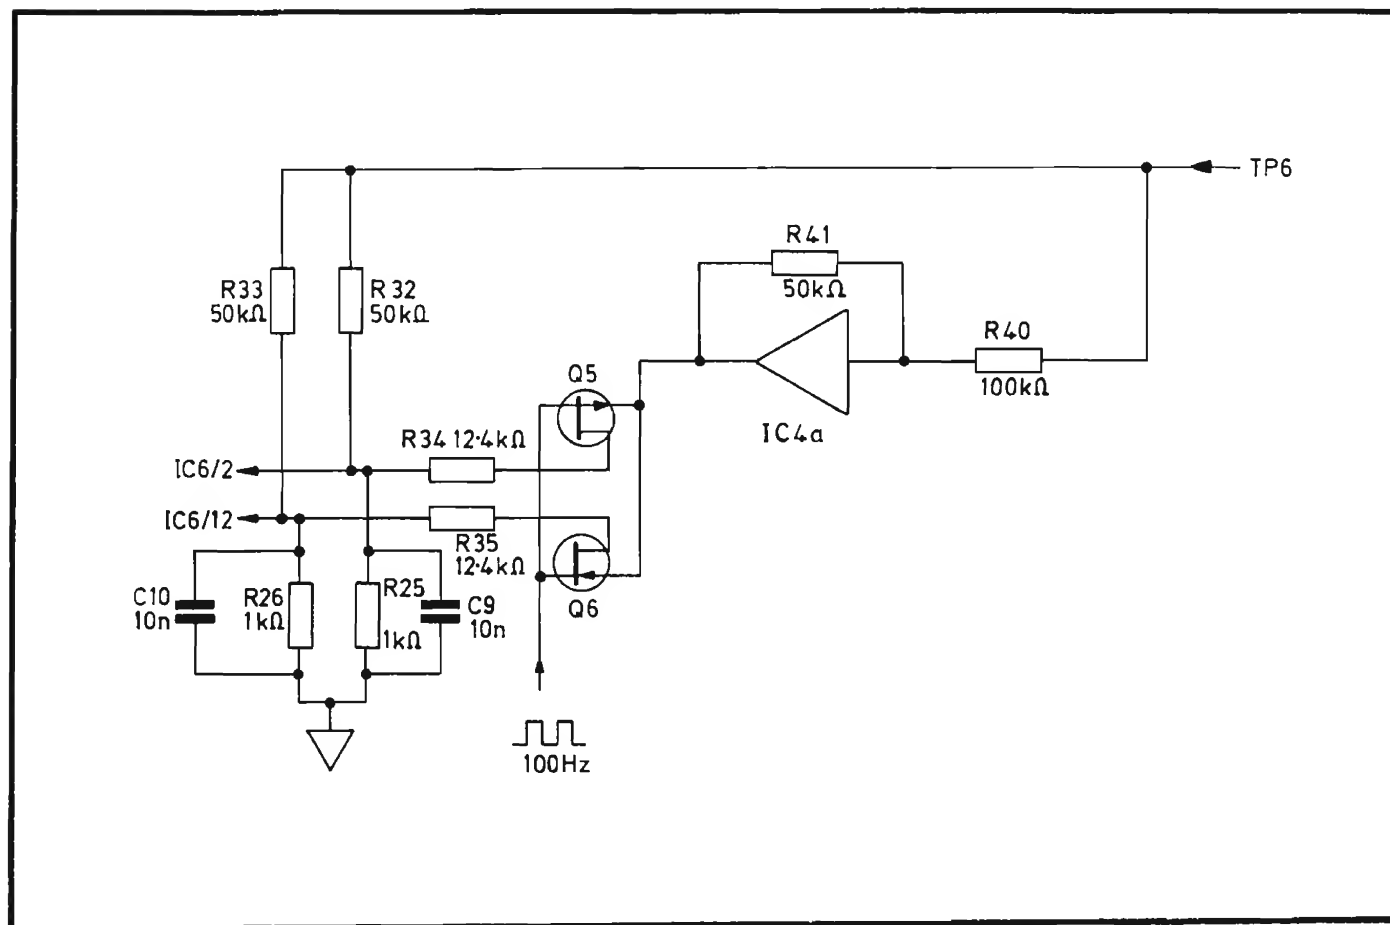 TP6
R41
50kΩ
R33
50kΩ
R32
50kΩ
R40
100kΩ
Q5
IC4a
R34 12·4kΩ
IC6/2
IC6/12
R35
12·4kΩ
C10
10n
R26
1kΩ
R25
1kΩ
C9
10n
Q6
100Hz